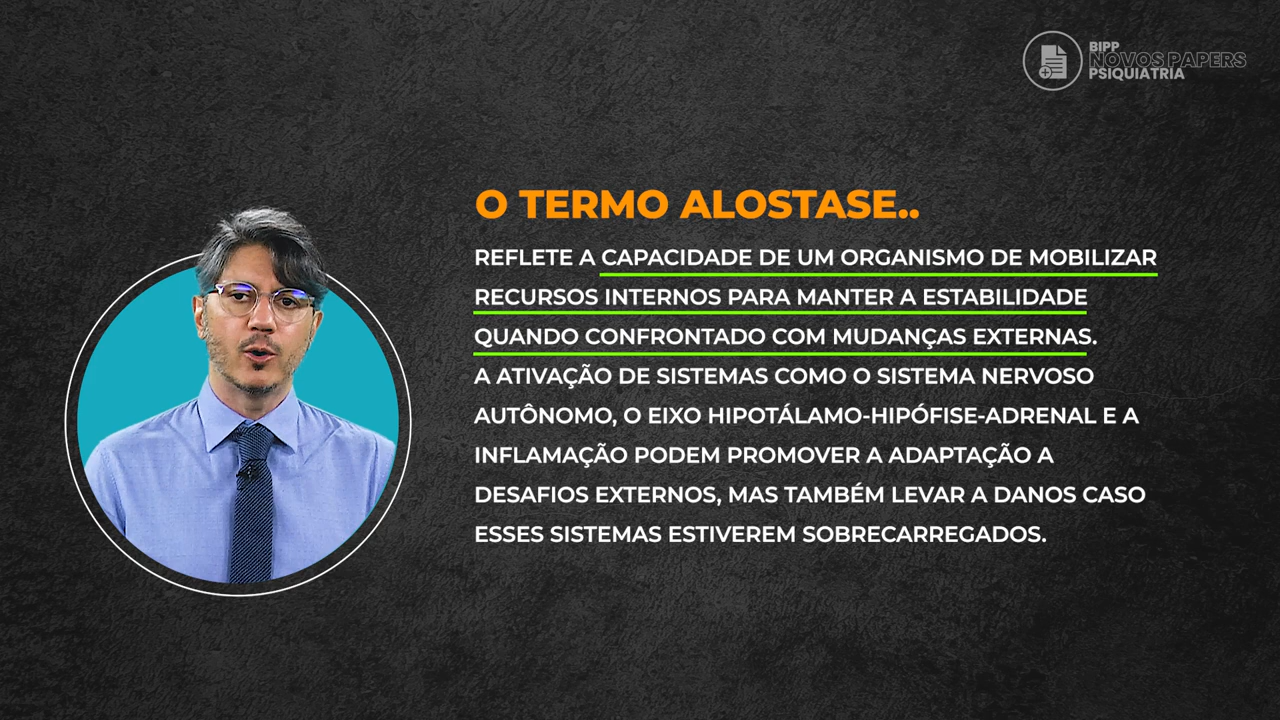 BIPP
NOVOS PAPERS
PSIQUIATRIA
O TERMO ALOSTASE..
REFLETE A CAPACIDADE DE UM ORGANISMO DE MOBILIZAR
RECURSOS INTERNOS PARA MANTER A ESTABILIDADE
QUANDO CONFRONTADO COM MUDANÇAS EXTERNAS.
A ATIVAÇÃO DE SISTEMAS COMO O SISTEMA NERVOSO
AUTÔNOMO, O EIXO HIPOTÁLAMO-HIPÓFISE-ADRENAL E A
INFLAMAÇÃO PODEM PROMOVER A ADAPTAÇÃO A
DESAFIOS EXTERNOS, MAS TAMBÉM LEVAR A DANOS CASO
ESSES SISTEMAS ESTIVEREM SOBRECARREGADOS.